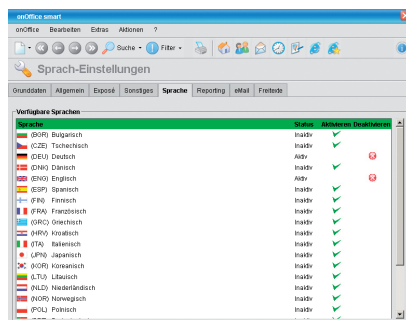 onOffice smart
onOffice Bearbeiten Extras Aktionen ?
Suche Filter
Sprach-Einstellungen
Grunddaten Allgemein Exposé Sonstiges Sprache Reporting eMail Freitexte
Verfügbare Sprachen
Sprache Status Aktivieren Deaktivieren
(BGR) Bulgarisch Inaktiv
(CZE) Tschechisch Inaktiv
(DEU) Deutsch Aktiv
(DNK) Dänisch Inaktiv
(ENG) Englisch Aktiv
(ESP) Spanisch Inaktiv
(FIN) Finnisch Inaktiv
(FRA) Französisch Inaktiv
(GRC) Griechisch Inaktiv
(HRV) Kroatisch Inaktiv
(ITA) Italienisch Inaktiv
(JPN) Japanisch Inaktiv
(KOR) Koreanisch Inaktiv
(LTU) Litauisch Inaktiv
(NLD) Niederländisch Inaktiv
(NOR) Norwegisch Inaktiv
(POL) Polnisch Inaktiv